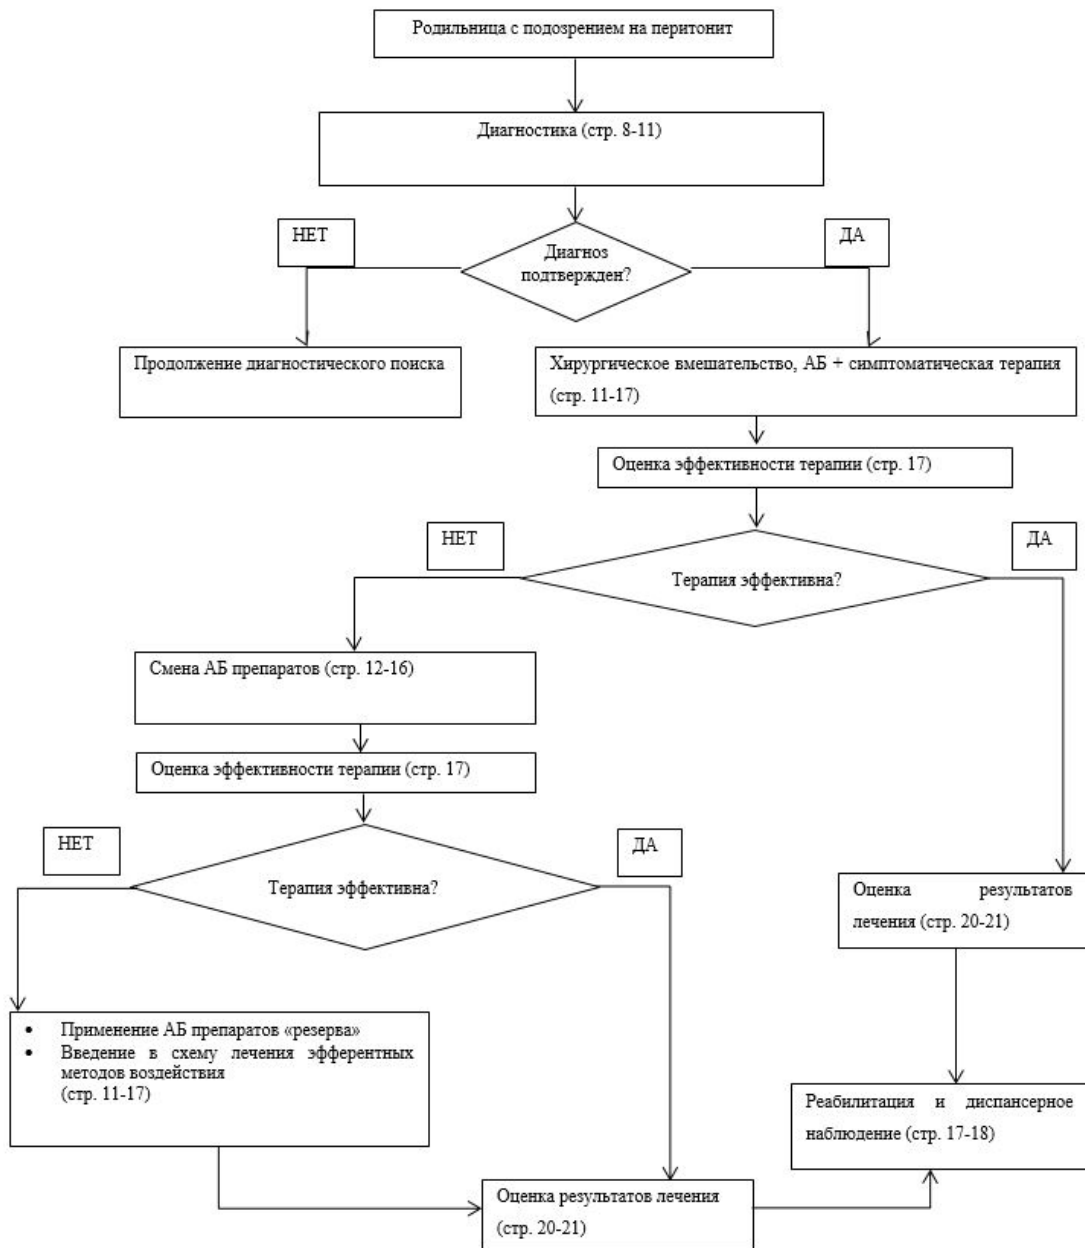 Родильница с подозрением на перитонит
Диагностика (стр. 8-11)
НЕТ
ДА
Диагноз
подтвержден?
Продолжение диагностического поиска
Хирургическое вмешательство, АБ + симптоматическая терапия
(стр. 11-17)
Оценка эффективности терапии (стр. 17)
НЕТ
ДА
Терапия эффективна?
Смена АБ препаратов (стр. 12-16)
Оценка эффективности терапии (стр. 17)
НЕТ
ДА
Терапия эффективна?
Оценка результатов
лечения (стр. 20-21)
• Применение АБ препаратов «резерва»
• Введение в схему лечения эфферентных
методов воздействия
(стр. 11-17)
Реабилитация и диспансерное
наблюдение (стр. 17-18)
Оценка результатов лечения
(стр. 20-21)